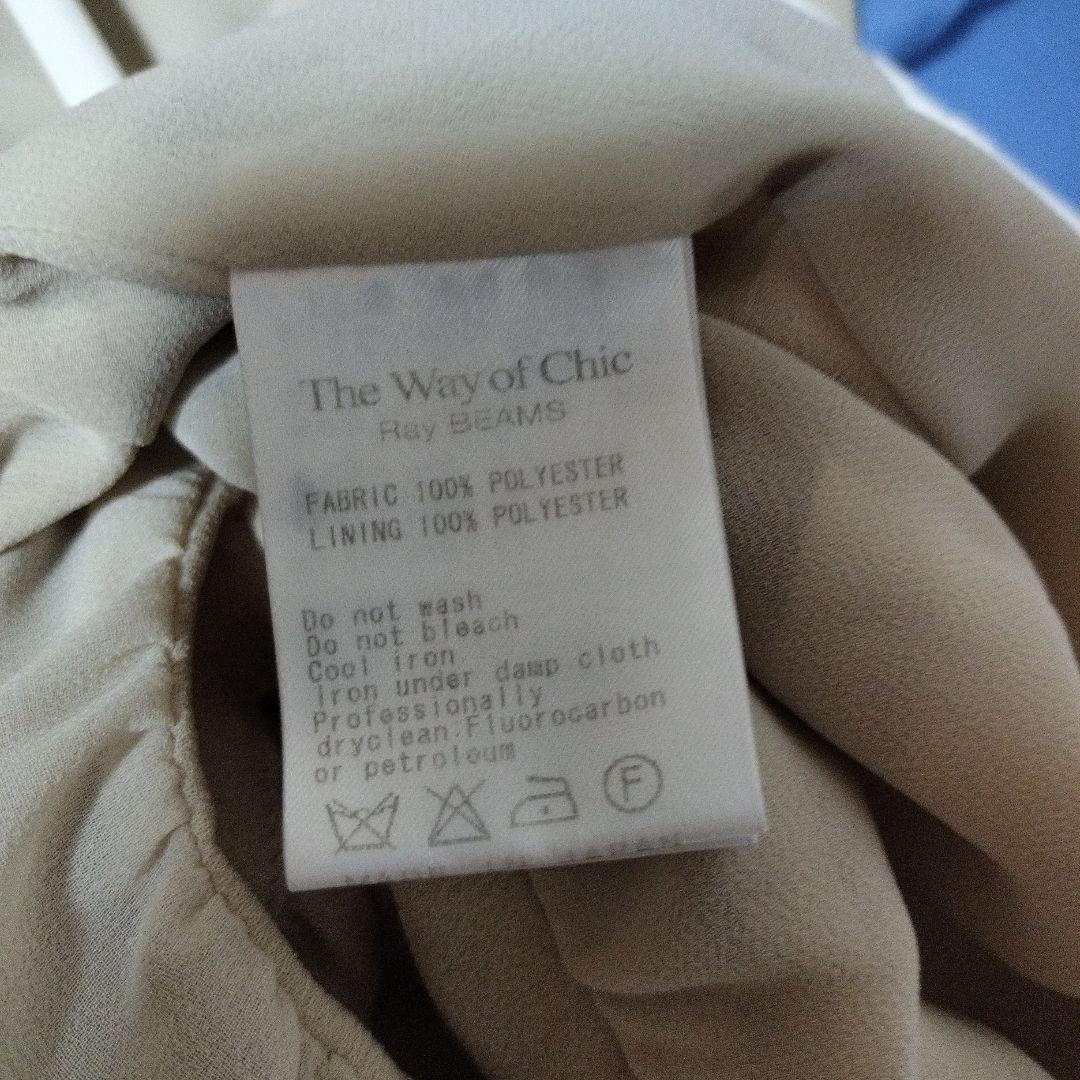 The Way of Chic
Ray BEAMS
FABRIC 100% POLYESTER
LINING 100% POLYESTER
Do not wash
Do not bleach
Cool iron
Iron under damp cloth
Professionally
dryclean.Fluorocarbon
or petroleum
F